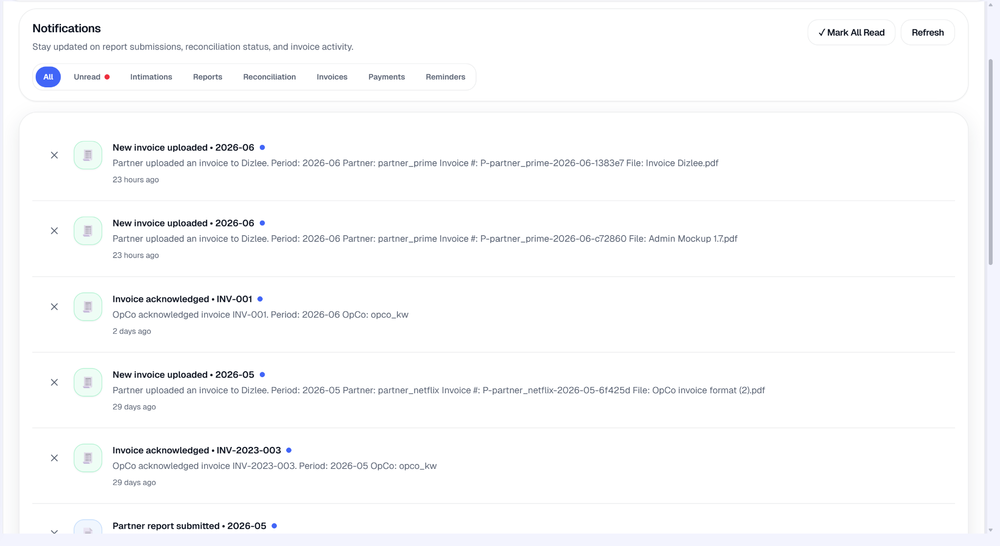 Notifications
Stay updated on report submissions, reconciliation status, and invoice activity.
✓ Mark All Read
Refresh
All
Unread
Intimations
Reports
Reconciliation
Invoices
Payments
Reminders
New invoice uploaded • 2026-06
Partner uploaded an invoice to Dizlee. Period: 2026-06 Partner: partner_prime Invoice #: P-partner_prime-2026-06-1383e7 File: Invoice Dizlee.pdf
23 hours ago
New invoice uploaded • 2026-06
Partner uploaded an invoice to Dizlee. Period: 2026-06 Partner: partner_prime Invoice #: P-partner_prime-2026-06-c72860 File: Admin Mockup 1.7.pdf
23 hours ago
Invoice acknowledged • INV-001
OpCo acknowledged invoice INV-001. Period: 2026-06 OpCo: opco_kw
2 days ago
New invoice uploaded • 2026-05
Partner uploaded an invoice to Dizlee. Period: 2026-05 Partner: partner_netflix Invoice #: P-partner_netflix-2026-05-6f425d File: OpCo invoice format (2).pdf
29 days ago
Invoice acknowledged • INV-2023-003
OpCo acknowledged invoice INV-2023-003. Period: 2026-05 OpCo: opco_kw
29 days ago
Partner report submitted • 2026-05